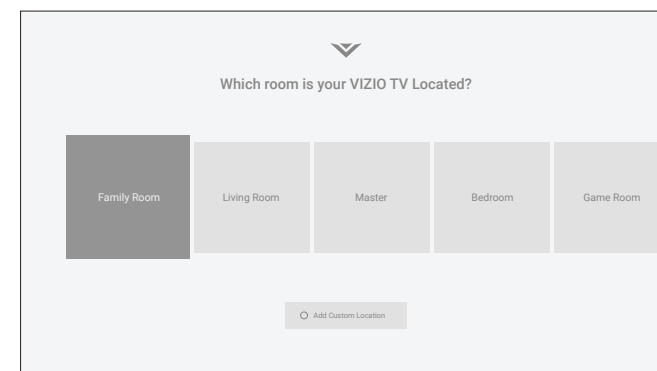 Which room is your VIZIO TV Located?
Family Room
Living Room
Master
Bedroom
Game Room
Add Custom Location